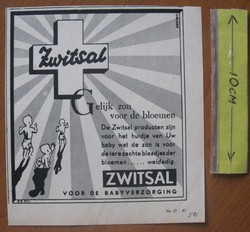 Zwitsal
Gelijk zon
voor de bloemen
De Zwitsal producten zijn
voor het huidje van Uw
baby wat de zon is voor
de tere zachte blaadjes der
bloemen ...... weldadig.
ZWITSAL
VOOR DE BABYVERZORGING
10CM